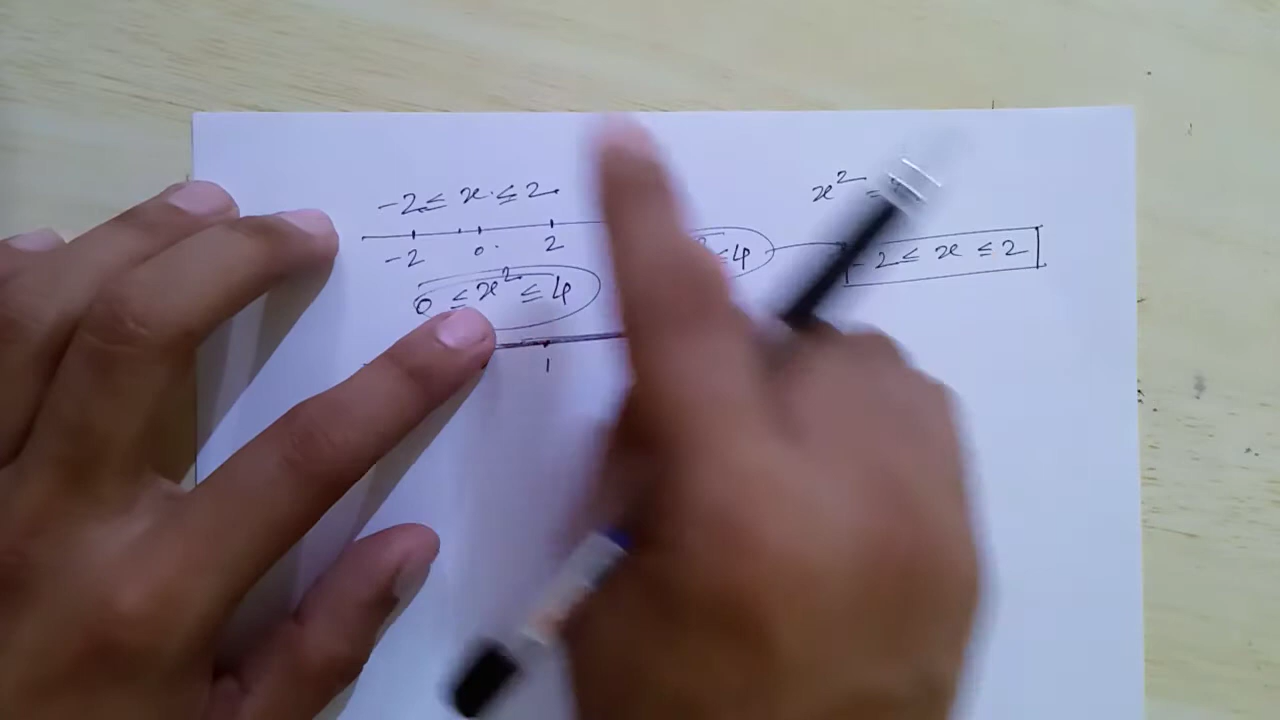 -2 ≤ x ≤ 2
x² =
-2 0 2
≤ 4
-2 ≤ x ≤ 2
0 ≤ x² ≤ 4
1